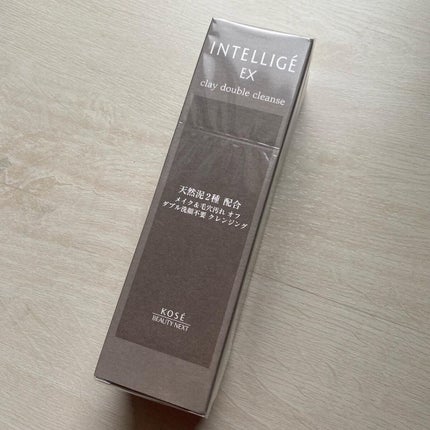 INTELLIGÉ
EX
clay double cleanse
天然泥2種 配合
メイク&毛穴汚れ オフ
ダブル洗顔不要 クレンジング
KOSÉ
BEAUTY NEXT